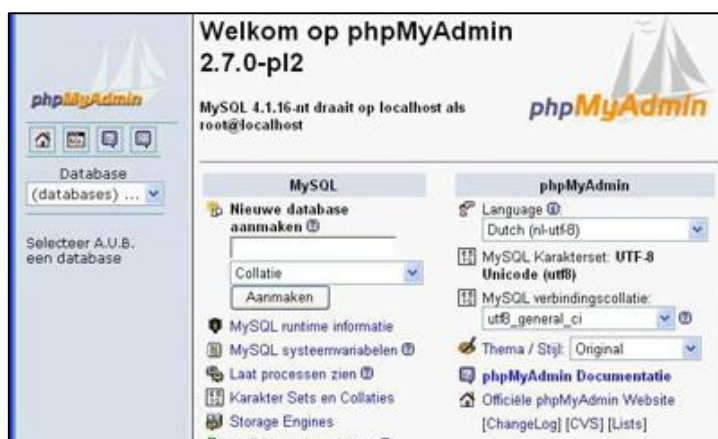 phpMyAdmin
Database
(databases) ...
Selecteer A.U.B.
een database
Welkom op phpMyAdmin
2.7.0-pl2
MySQL 4.1.16-nt draait op localhost als
root@localhost
phpMyAdmin
MySQL
Nieuwe database
aanmaken
Collatie
Aanmaken
MySQL runtime informatie
MySQL systeemvariabelen
Laat processen zien
Karakter Sets en Collaties
Storage Engines
phpMyAdmin
Language
Dutch (nl-utf-8)
MySQL Karakterset: UTF-8
Unicode (utf8)
MySQL verbindingscollatie:
utf8_general_ci
Thema / Stijl: Original
phpMyAdmin Documentatie
Officiële phpMyAdmin Website
[ChangeLog] [CVS] [Lists]